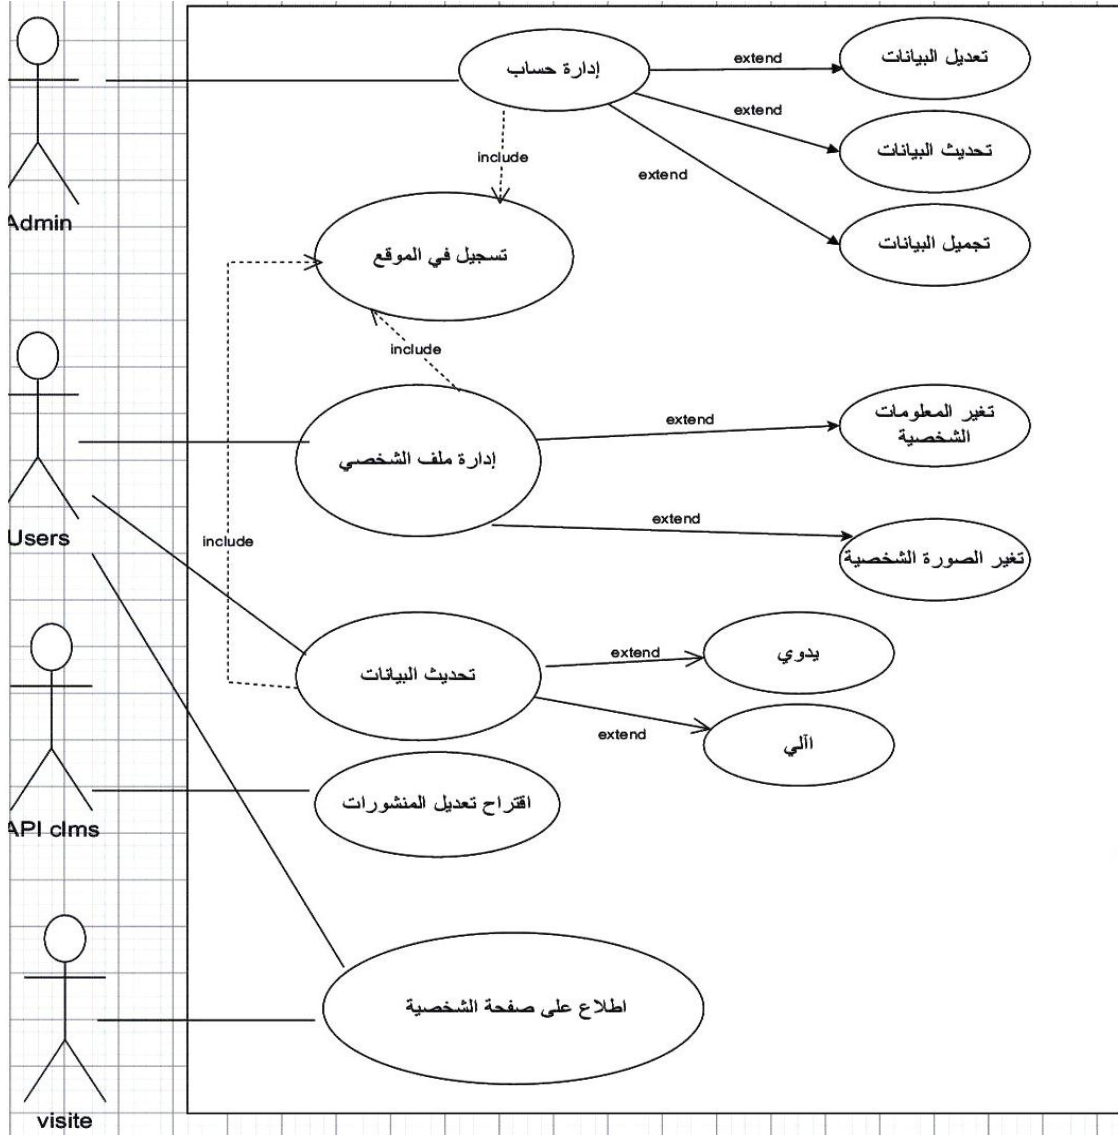 إدارة حساب
extend
تعديل البيانات
extend
تحديث البيانات
extend
تجميل البيانات
include
Admin
تسجيل في الموقع
include
إدارة ملف الشخصي
extend
تغير المعلومات
الشخصية
extend
تغير الصورة الشخصية
Users
include
تحديث البيانات
extend
يدوي
extend
اآلي
اقتراح تعديل المنشورات
API clms
اطلاع على صفحة الشخصية
visite